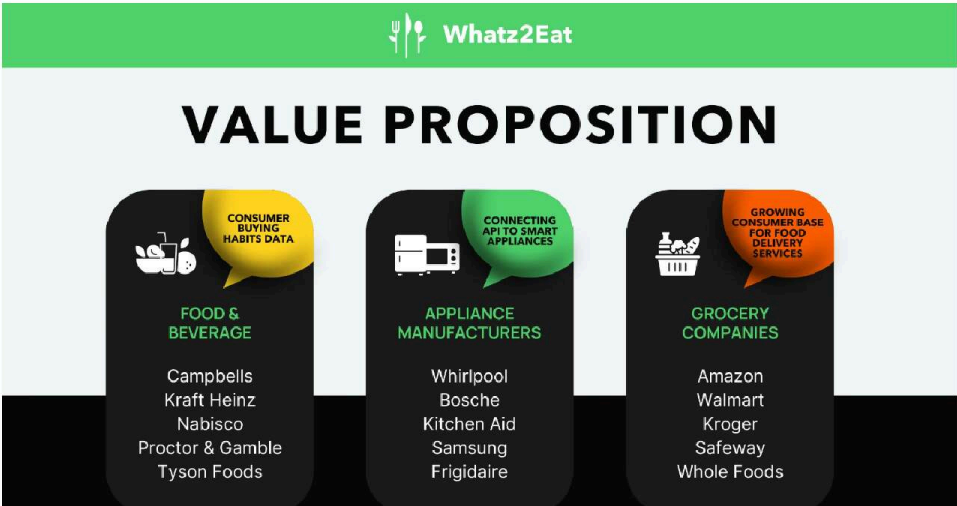 Whatz2Eat
VALUE PROPOSITION
CONSUMER
BUYING
HABITS DATA
FOOD &
BEVERAGE
Campbells
Kraft Heinz
Nabisco
Proctor & Gamble
Tyson Foods
CONNECTING
API TO SMART
APPLIANCES
APPLIANCE
MANUFACTURERS
Whirlpool
Bosche
Kitchen Aid
Samsung
Frigidaire
GROWING
CONSUMER BASE
FOR FOOD
DELIVERY
SERVICES
GROCERY
COMPANIES
Amazon
Walmart
Kroger
Safeway
Whole Foods